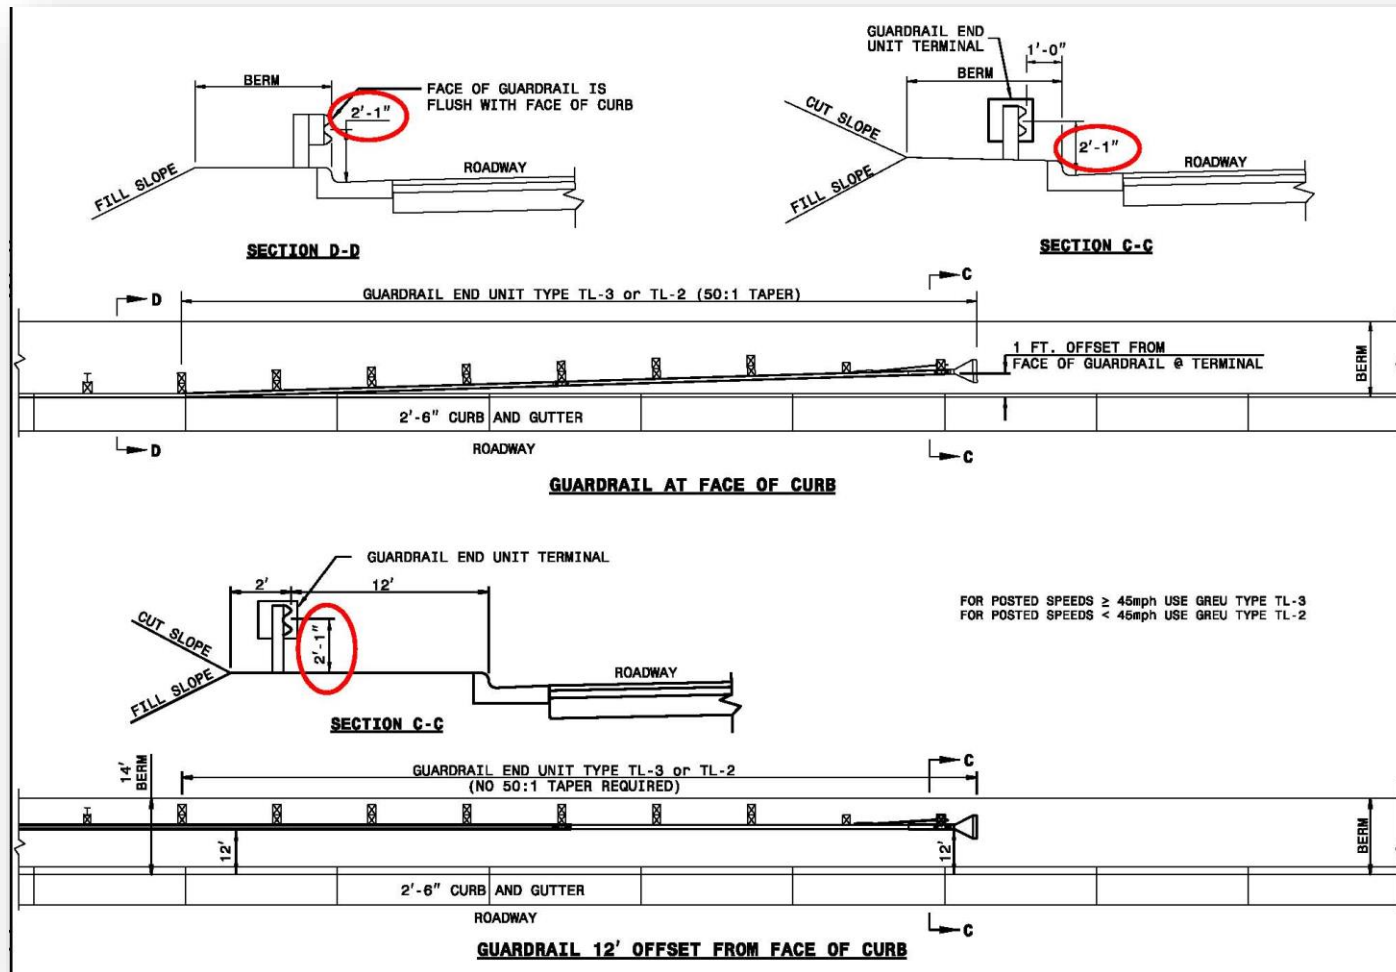 BERM
FACE OF GUARDRAIL IS
FLUSH WITH FACE OF CURB
2'-1"
ROADWAY
FILL SLOPE
SECTION D-D
GUARDRAIL END
UNIT TERMINAL
1'-0"
BERM
CUT SLOPE
2'-1"
ROADWAY
FILL SLOPE
SECTION C-C
D
GUARDRAIL END UNIT TYPE TL-3 or TL-2 (50:1 TAPER)
C
1 FT. OFFSET FROM
FACE OF GUARDRAIL @ TERMINAL
BERM
2'-6" CURB AND GUTTER
D
ROADWAY
C
GUARDRAIL AT FACE OF CURB
GUARDRAIL END UNIT TERMINAL
2'
12'
CUT SLOPE
2'-1"
FILL SLOPE
ROADWAY
SECTION C-C
FOR POSTED SPEEDS ≥ 45mph USE GREU TYPE TL-3
FOR POSTED SPEEDS < 45mph USE GREU TYPE TL-2
14'
BERM
GUARDRAIL END UNIT TYPE TL-3 or TL-2
(NO 50:1 TAPER REQUIRED)
C
12'
12'
BERM
2'-6" CURB AND GUTTER
ROADWAY
C
GUARDRAIL 12' OFFSET FROM FACE OF CURB